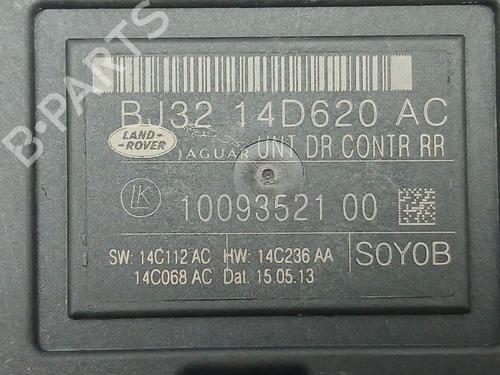 BJ32 14D620 AC
LAND-ROVER JAGUAR UNT DR CONTR RR
LK 10093521 00
SW: 14C112 AC HW: 14C236 AA S0Y0B
14C068 AC Dat. 15.05.13
B-PARTS